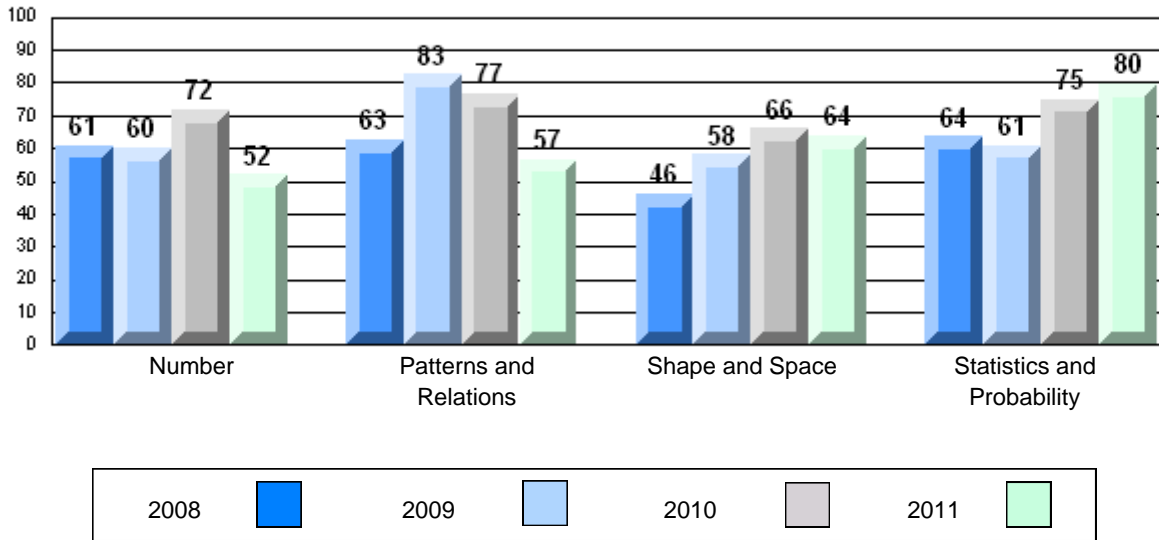 100
90
80
70
60
50
40
30
20
10
0
61 60 72 52
63 83 77 57
46 58 66 64
64 61 75 80
Number
Patterns and
Relations
Shape and Space
Statistics and
Probability
2008 2009 2010 2011